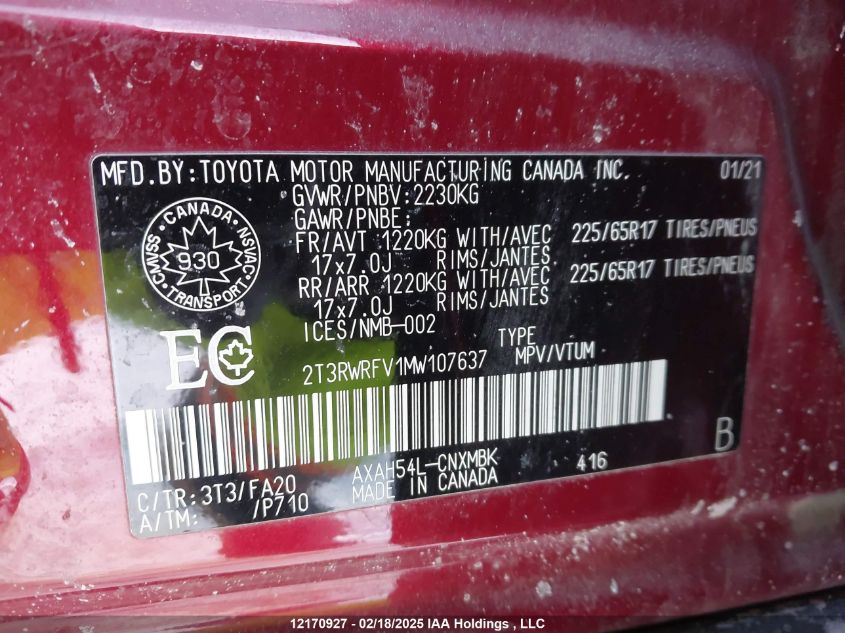 MFD.BY:TOYOTA MOTOR MANUFACTURING CANADA INC. 01/21
GVWR/PNBV:2230KG
GAWR/PNBE:
FR/AVT 1220KG WITH/AVEC 225/65R17 TIRES/PNEUS
17x7.0J RIMS/JANTES
RR/ARR 1220KG WITH/AVEC 225/65R17 TIRES/PNEUS
17x7.0J RIMS/JANTES
ICES/NMB-002
CANADA
CMVSS
NSVAC
930
TRANSPORT
EC
TYPE
2T3RWRFV1MW107637 MPV/VTUM
B
AXAH54L-CNXMBK 416
C/TR:3T3/FA20 MADE IN CANADA
A/TM: /P710
12170927 - 02/18/2025 IAA Holdings , LLC